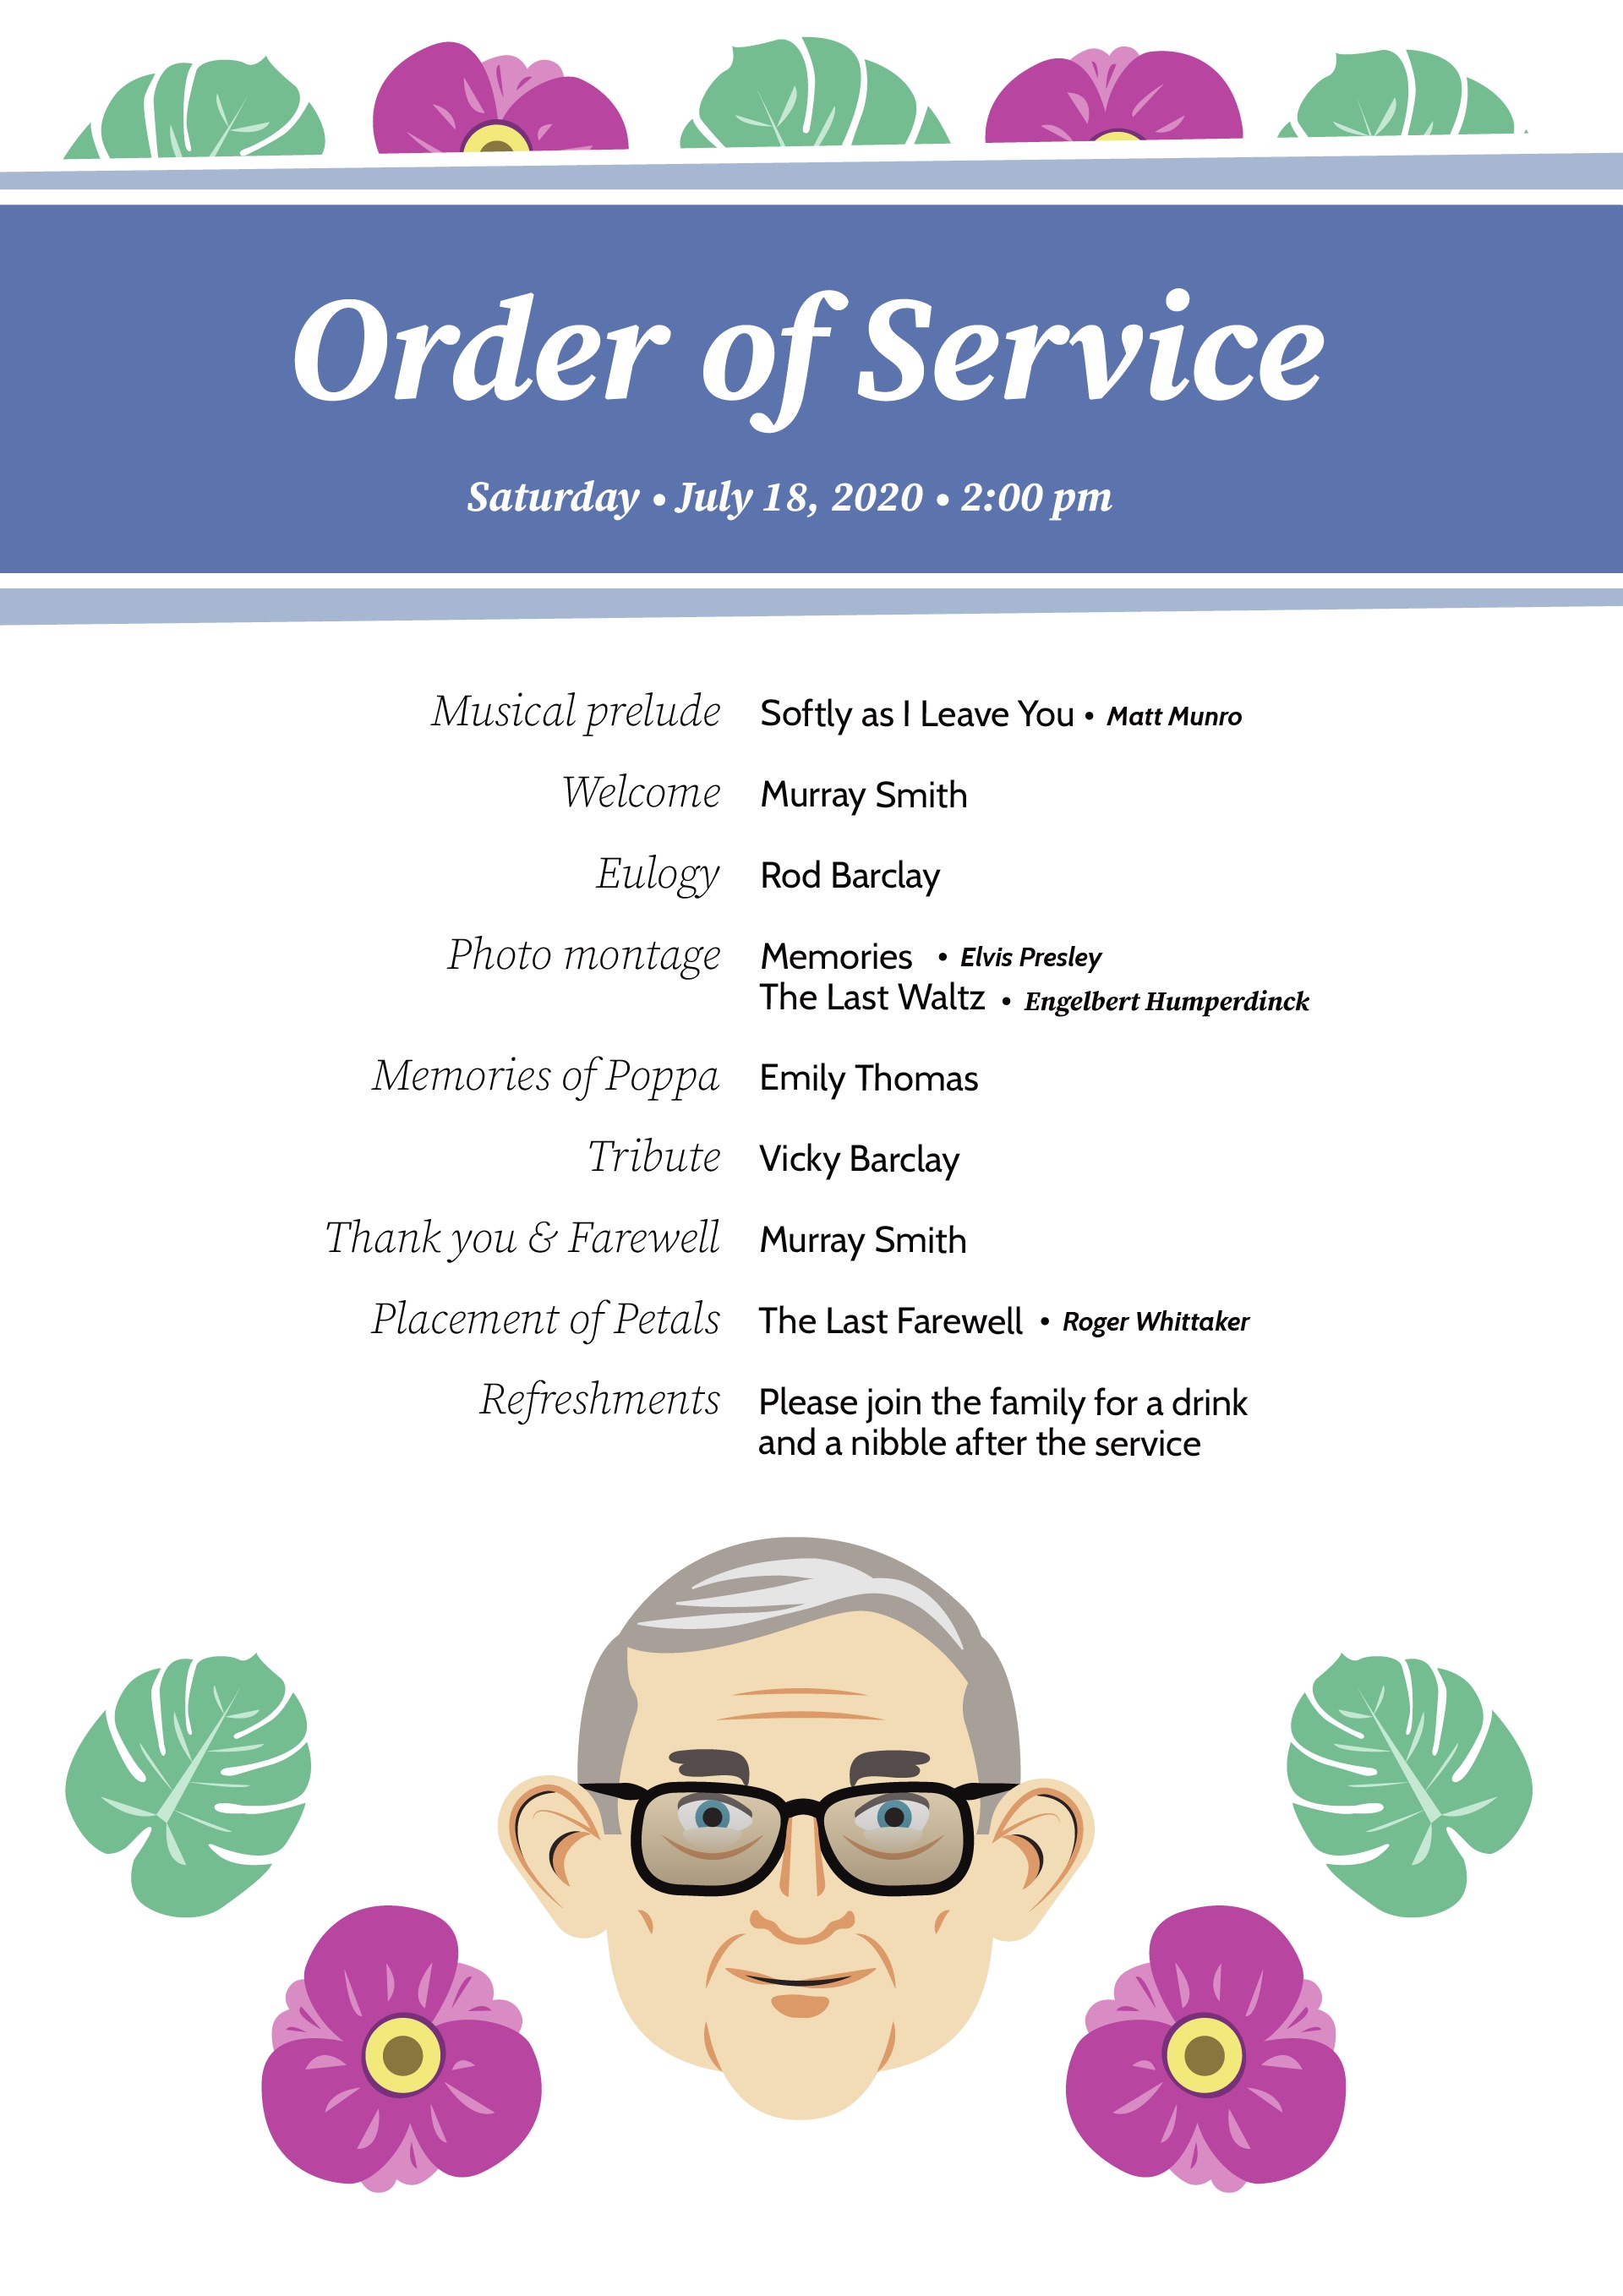 Order of Service
Saturday • July 18, 2020 • 2:00 pm
Musical prelude Softly as I Leave You • Matt Munro
Welcome Murray Smith
Eulogy Rod Barclay
Photo montage Memories • Elvis Presley
The Last Waltz • Engelbert Humperdinck
Memories of Poppa Emily Thomas
Tribute Vicky Barclay
Thank you & Farewell Murray Smith
Placement of Petals The Last Farewell • Roger Whittaker
Refreshments Please join the family for a drink
and a nibble after the service